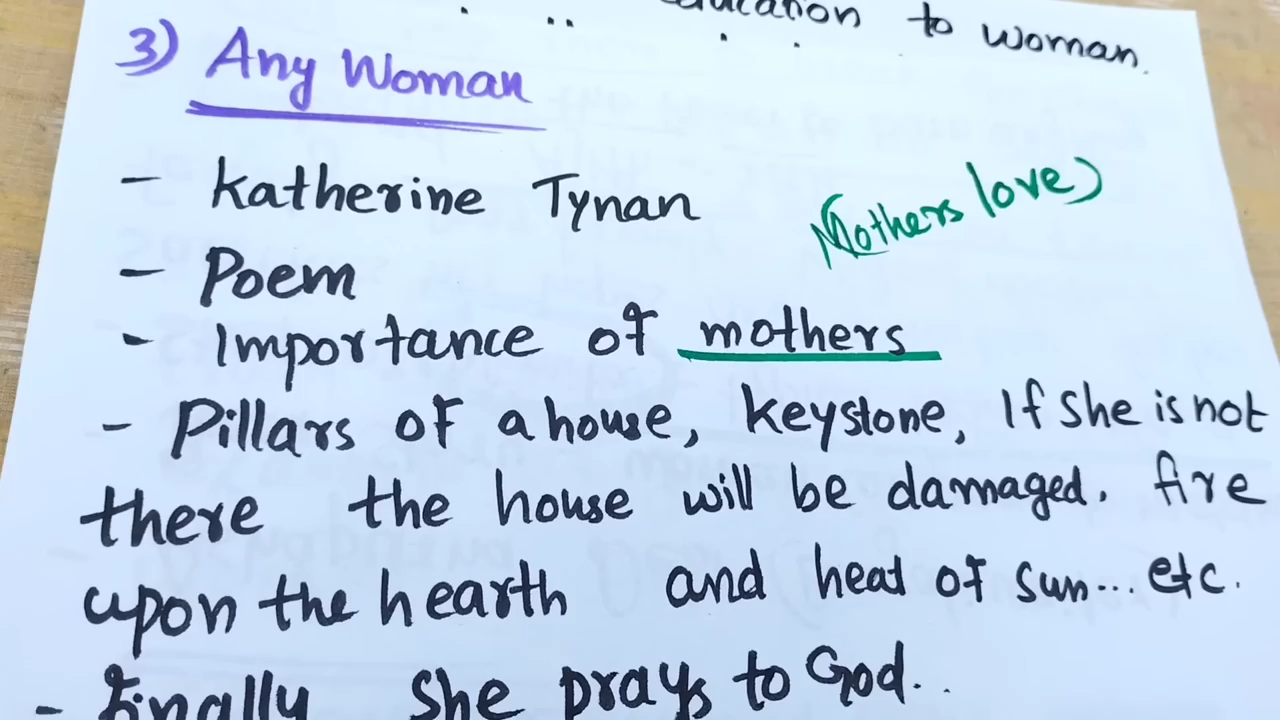 education to woman.
3) Any Woman
- Katherine Tynan
(Mothers love)
- Poem
- Importance of mothers
- Pillars of a house, keystone, If she is not
there the house will be damaged. fire
upon the hearth and heat of sun... etc.
- Finally she prays to God..